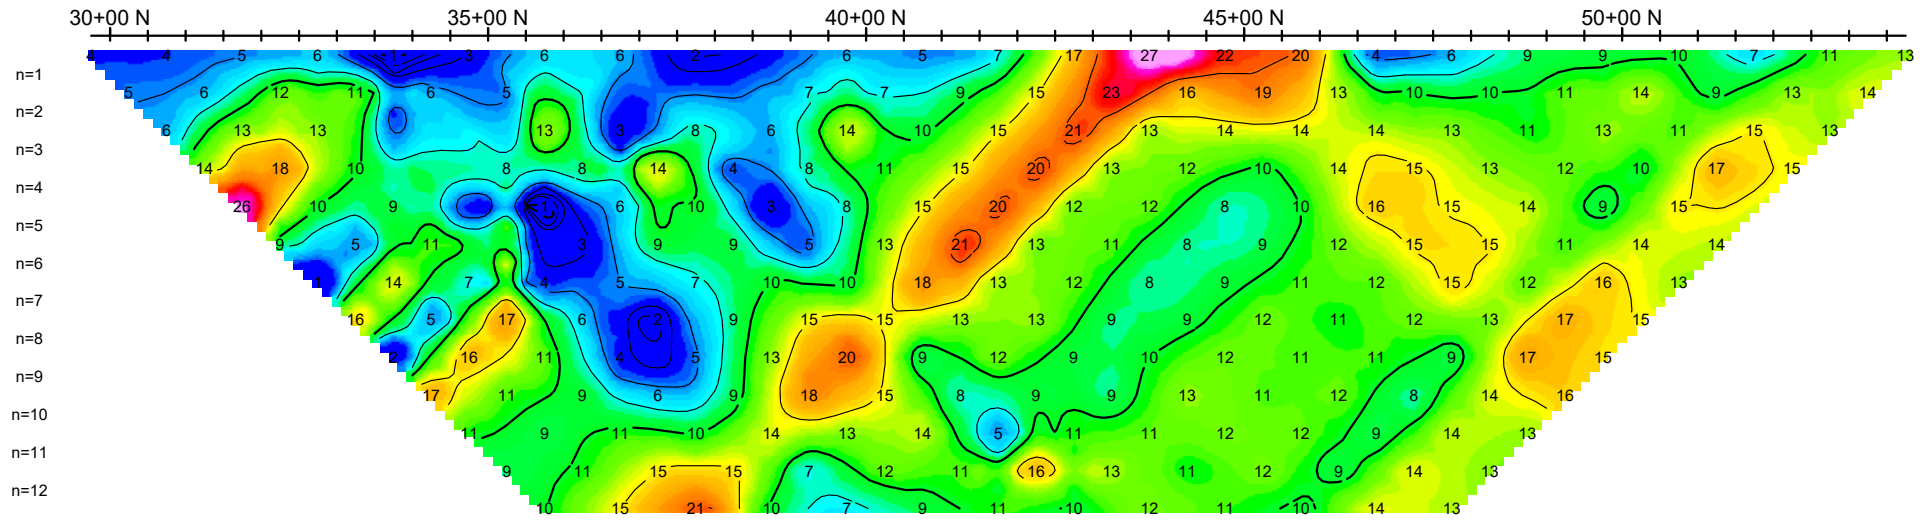 30+00 N 35+00 N 40+00 N 45+00 N 50+00 N
4 4 5 6 1 3 6 6 2 6 5 7 17 27 22 20 4 6 9 9 10 7 11 13
n=1
5 6 12 11 6 5 7 7 9 15 23 16 19 13 10 10 11 14 9 13 14
n=2
6 13 13 13 3 8 6 14 10 15 21 13 14 14 14 13 11 13 11 15 13
n=3
14 18 10 8 8 14 4 8 11 15 20 13 12 10 14 15 13 12 10 17 15
n=4
26 10 9 1 6 10 3 8 15 20 12 12 8 10 16 15 14 9 15
n=5
9 5 11 3 9 9 5 13 21 13 11 8 9 12 15 15 11 14 14
n=6
1 14 7 4 5 7 10 10 18 13 12 8 9 11 15 12 16 13
n=7
16 5 17 6 2 9 15 15 13 13 9 9 12 11 12 13 17 15
n=8
2 16 11 4 5 13 20 9 12 9 10 12 11 11 9 17 15
n=9
17 11 9 6 9 18 15 8 9 9 13 11 12 8 14 16
n=10
11 9 11 10 14 13 14 5 11 11 12 12 9 14 13
n=11
9 11 15 15 7 12 11 16 13 11 12 9 14 13
n=12
10 15 21 10 7 9 11 10 12 11 10 14 13